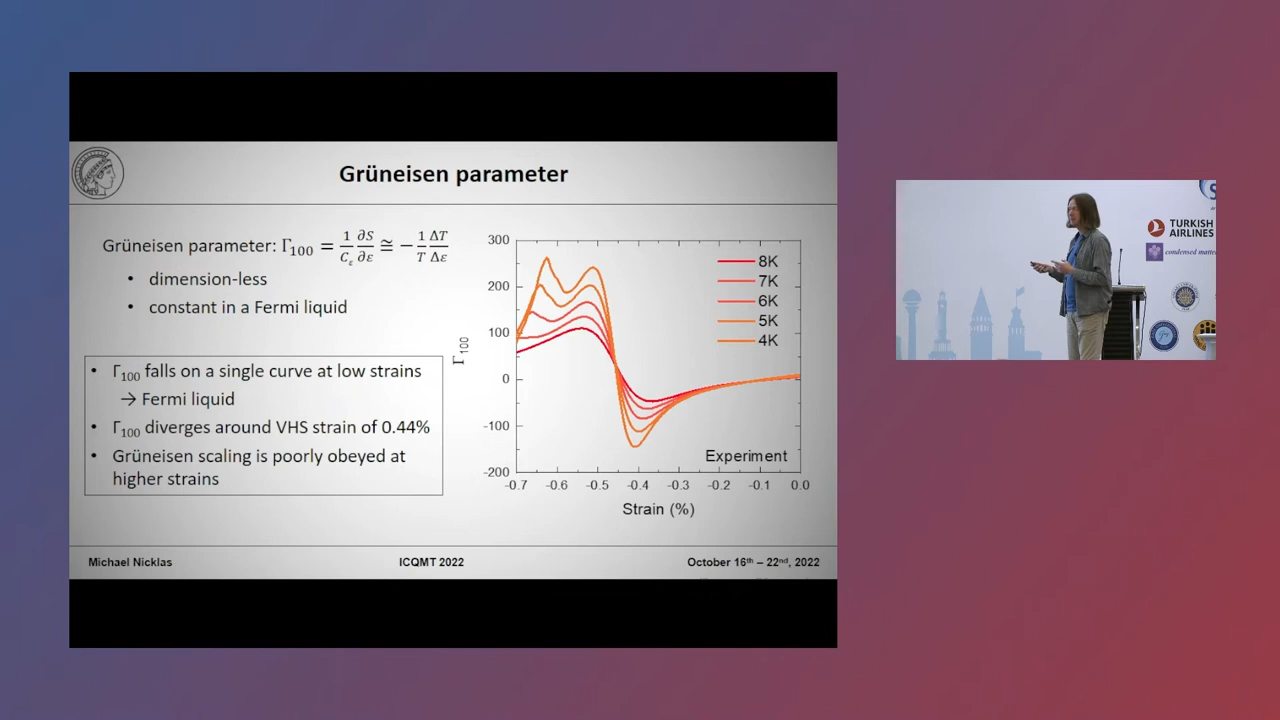 Grüneisen parameter
Grüneisen parameter: Γ₁₀₀ = 1/C_ε ∂S/∂ε ≅ − 1/T ΔT/Δε
• dimension-less
• constant in a Fermi liquid
• Γ₁₀₀ falls on a single curve at low strains
→ Fermi liquid
• Γ₁₀₀ diverges around VHS strain of 0.44%
• Grüneisen scaling is poorly obeyed at
higher strains
300
200
100
0
-100
-200
Γ₁₀₀
8K
7K
6K
5K
4K
Experiment
-0.7 -0.6 -0.5 -0.4 -0.3 -0.2 -0.1 0.0
Strain (%)
Michael Nicklas ICQMT 2022 October 16th – 22nd, 2022
TURKISH
AIRLINES
condensed matte